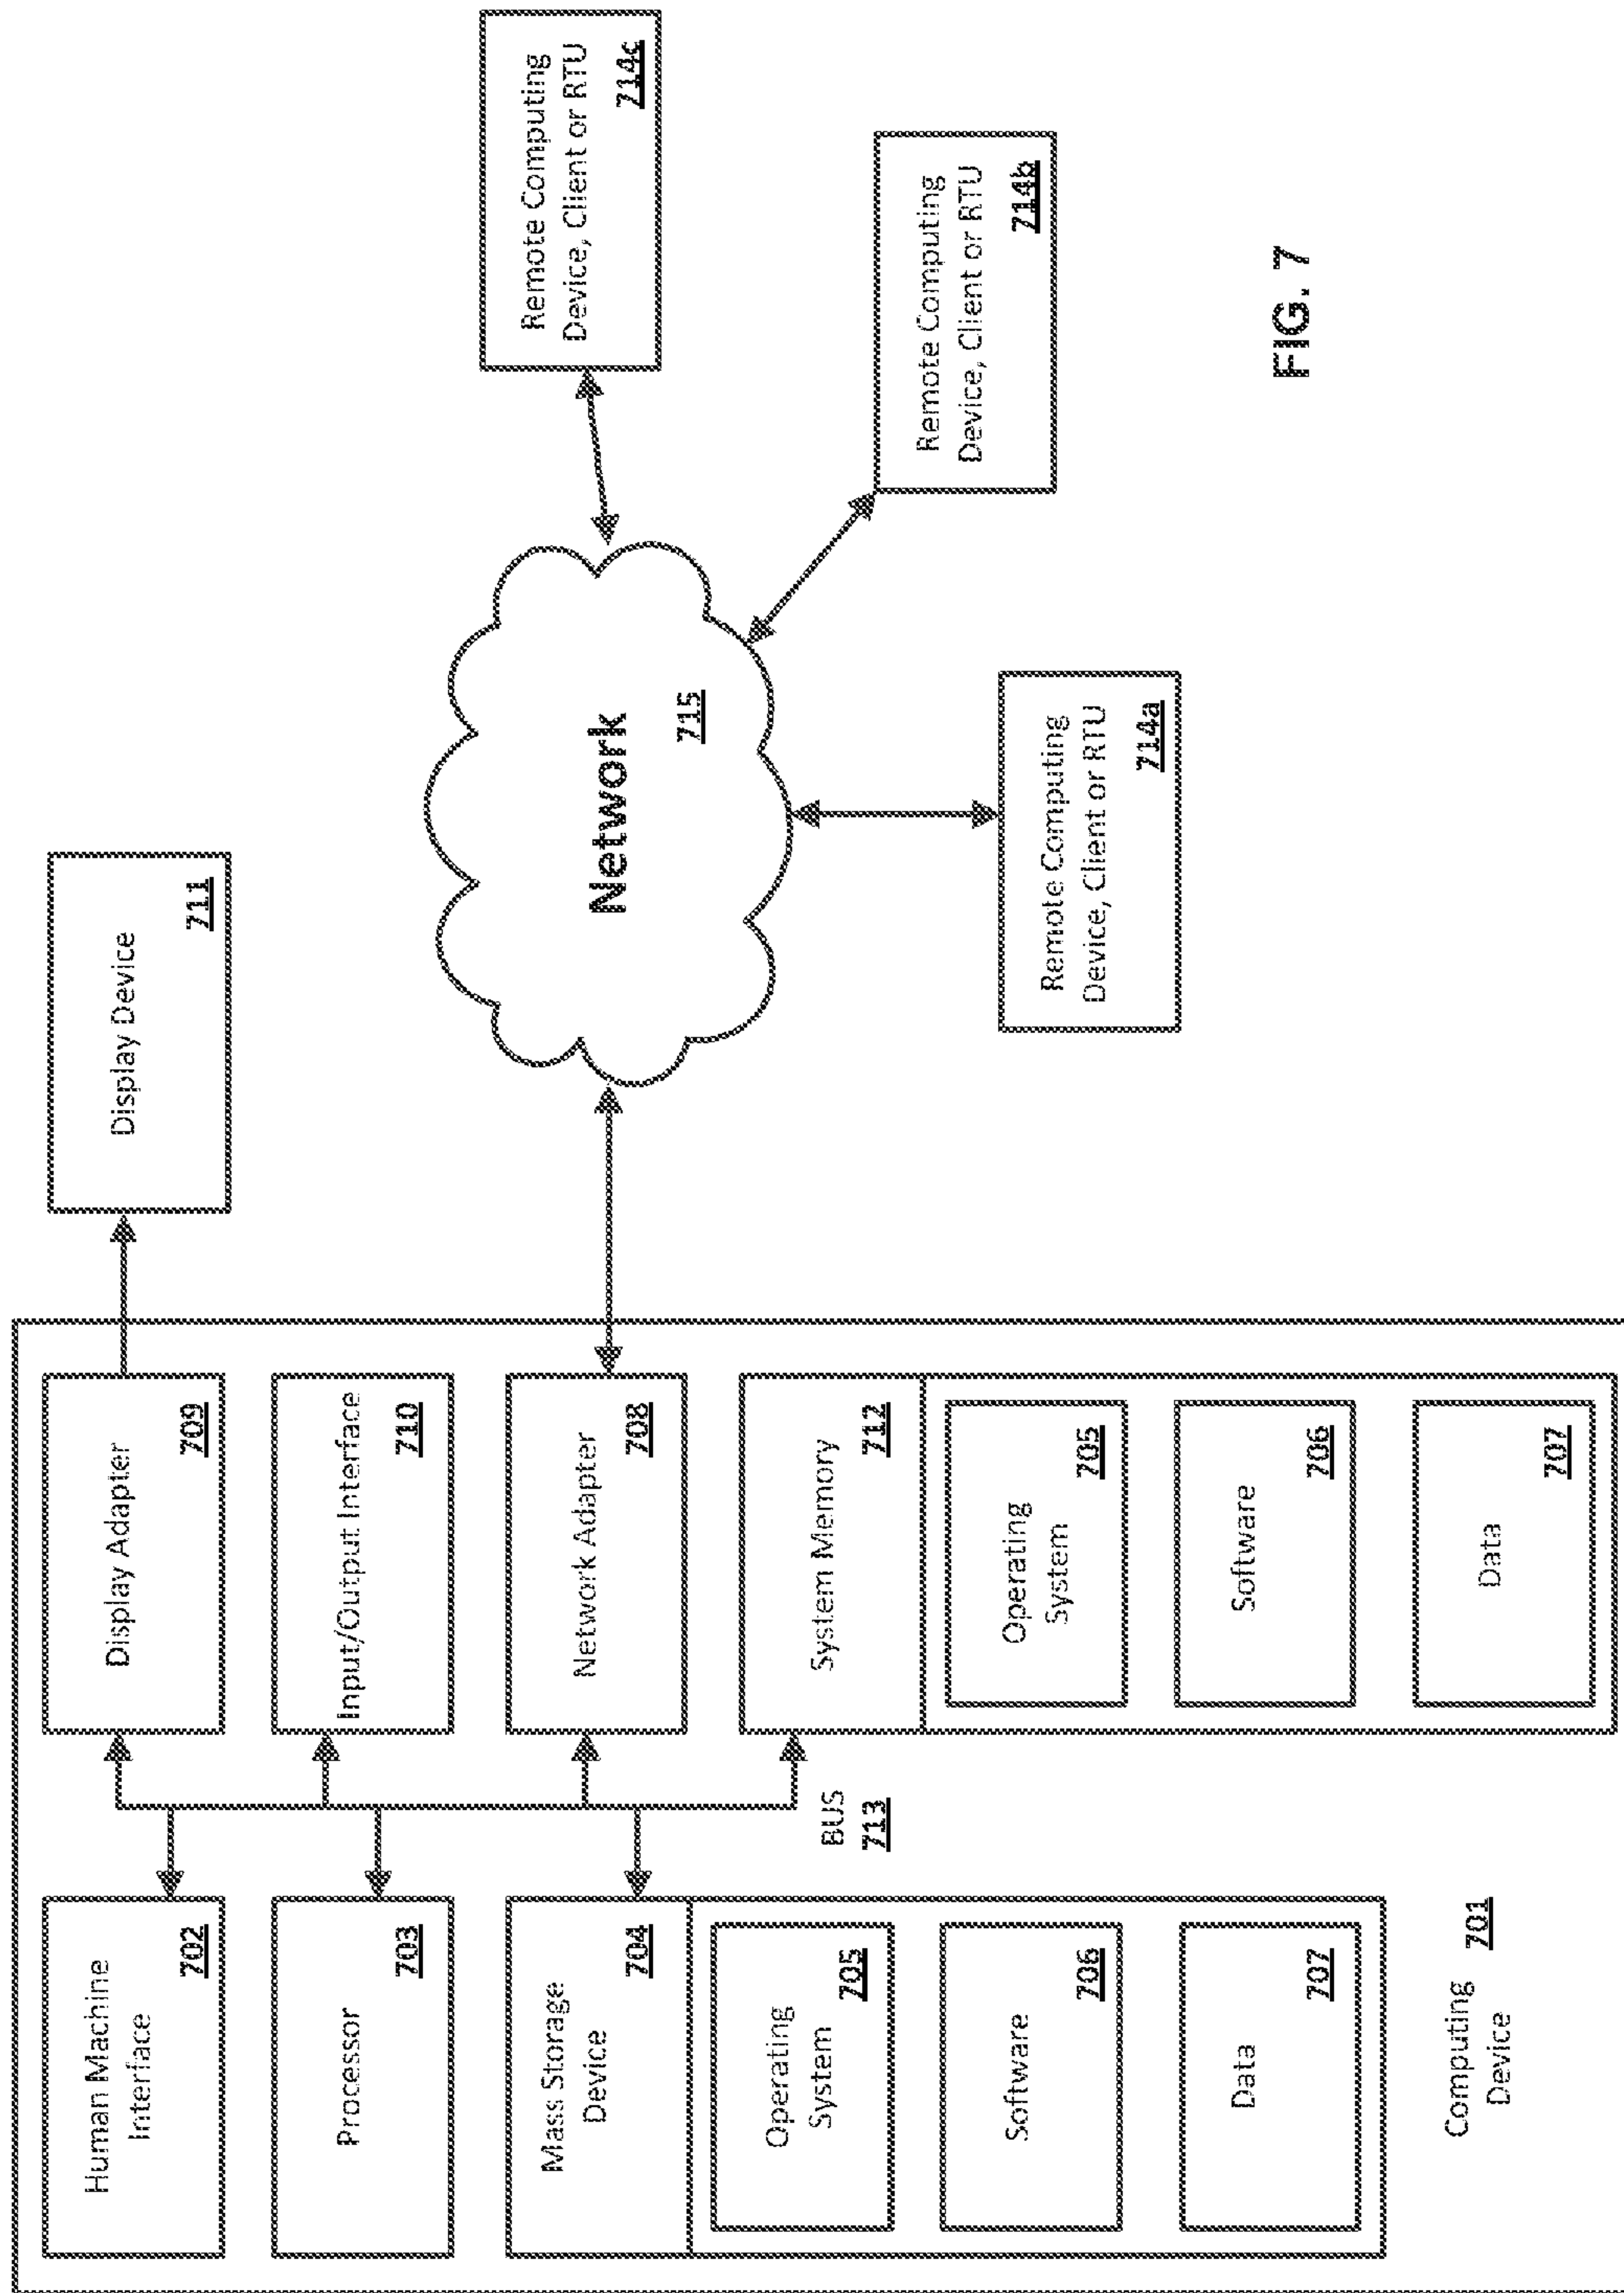 Human Machine
Interface
702
Processor
703
Mass Storage
Device
704
Operating
System
705
Software
706
Data
707
Computing
Device
701
BUS
713
Display Adapter
709
Input/Output Interface
710
Network Adapter
708
System Memory
712
Operating
System
705
Software
706
Data
707
Display Device
711
Network
715
Remote Computing
Device, Client or RTU
714a
Remote Computing
Device, Client or RTU
714b
Remote Computing
Device, Client or RTU
714c
FIG. 7